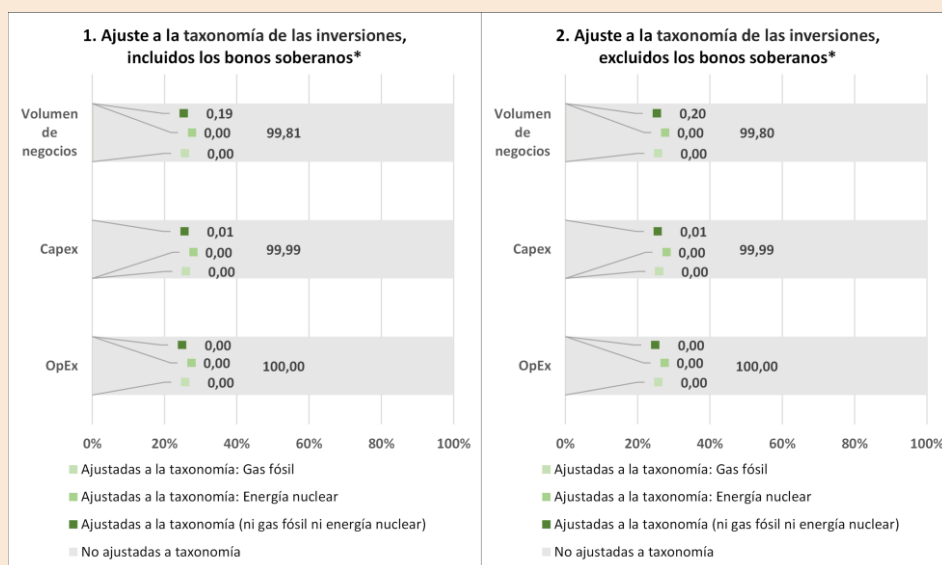 1. Ajuste a la taxonomía de las inversiones,
incluidos los bonos soberanos*
Volumen
de
negocios
0,19
0,00
99,81
0,00
Capex
0,01
0,00
99,99
0,00
OpEx
0,00
0,00
100,00
0,00
0%
20%
40%
60%
80%
100%
Ajustadas a la taxonomía: Gas fósil
Ajustadas a la taxonomía: Energía nuclear
Ajustadas a la taxonomía (ni gas fósil ni energía nuclear)
No ajustadas a taxonomía
2. Ajuste a la taxonomía de las inversiones,
excluidos los bonos soberanos*
Volumen
de
negocios
0,20
0,00
99,80
0,00
Capex
0,01
0,00
99,99
0,00
OpEx
0,00
0,00
100,00
0,00
0%
20%
40%
60%
80%
100%
Ajustadas a la taxonomía: Gas fósil
Ajustadas a la taxonomía: Energía nuclear
Ajustadas a la taxonomía (ni gas fósil ni energía nuclear)
No ajustadas a taxonomía